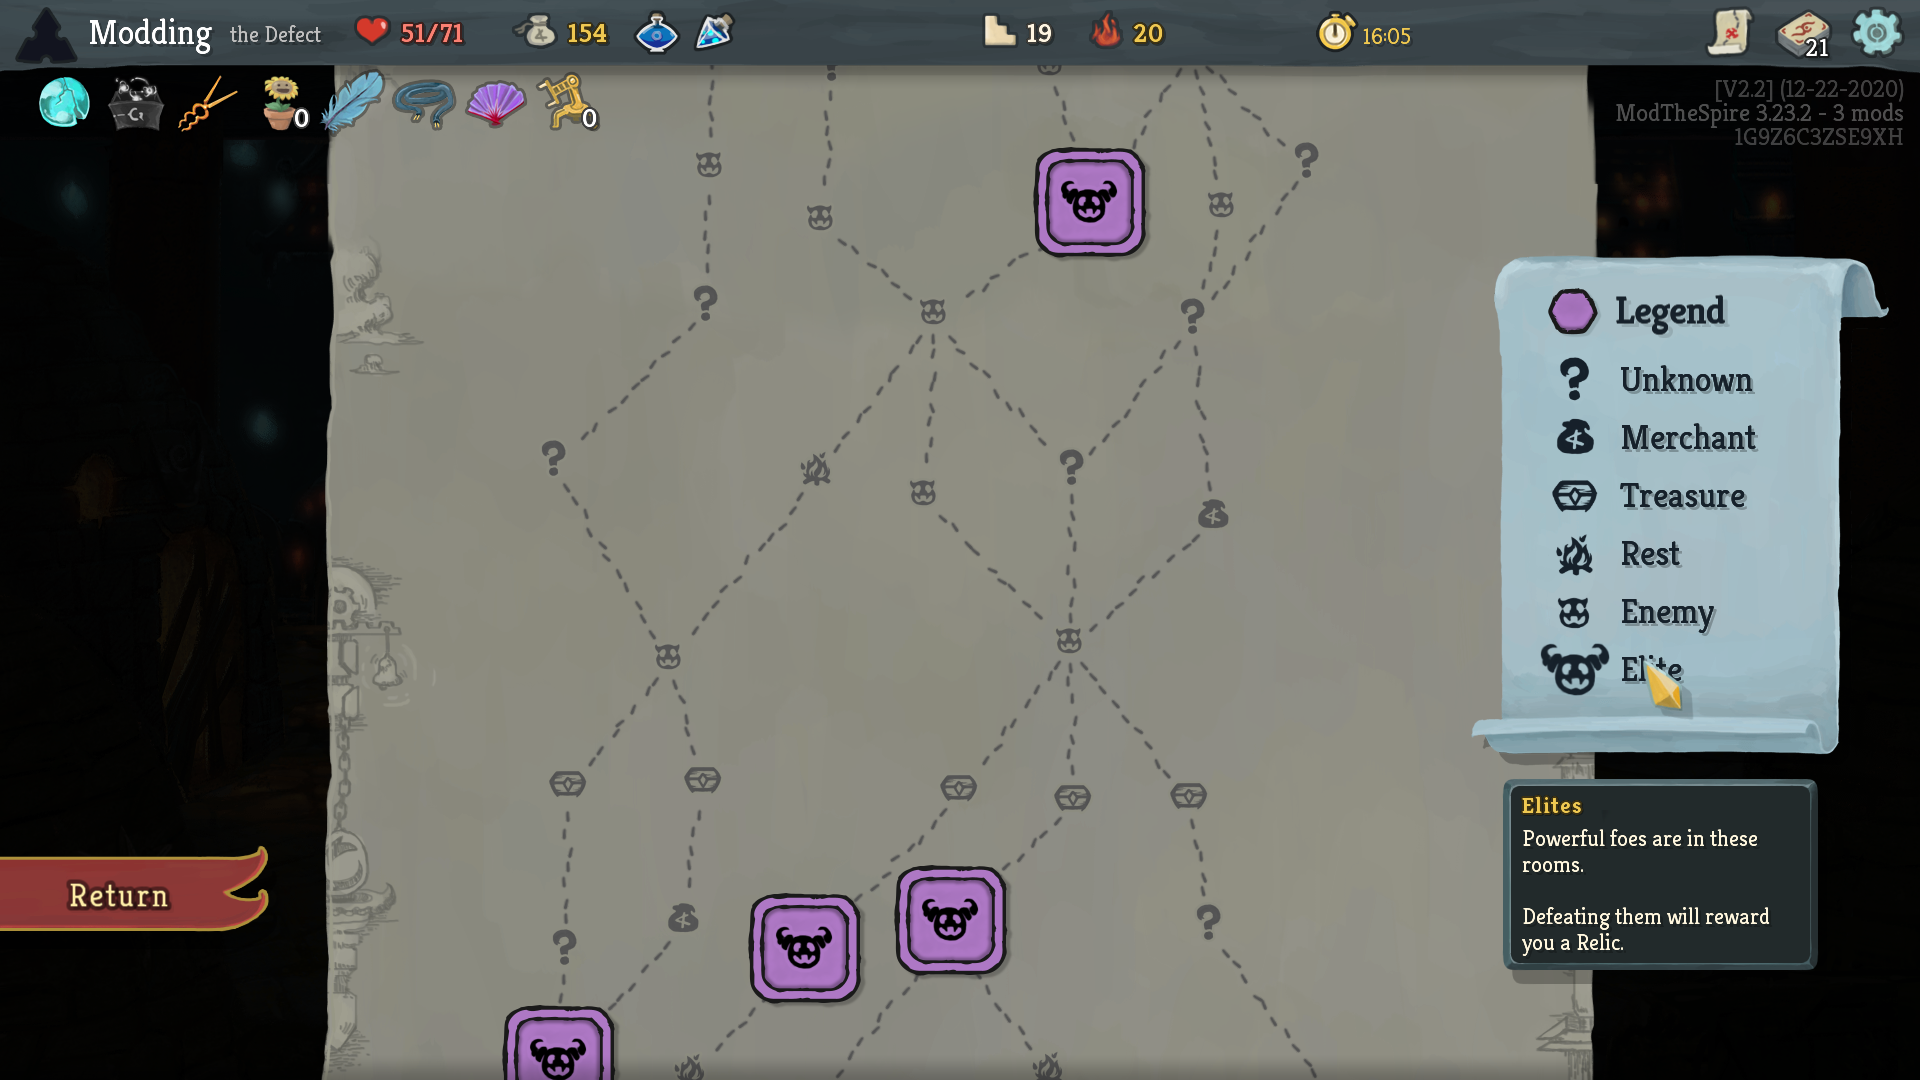 Modding the Defect 51/71 154 19 20 16:05 21
0 0
[V2.2] (12-22-2020)
ModTheSpire 3.23.2 - 3 mods
1G9Z6C3ZSE9XH
Legend
Unknown
Merchant
Treasure
Rest
Enemy
Elite
Return
Elites
Powerful foes are in these
rooms.
Defeating them will reward
you a Relic.